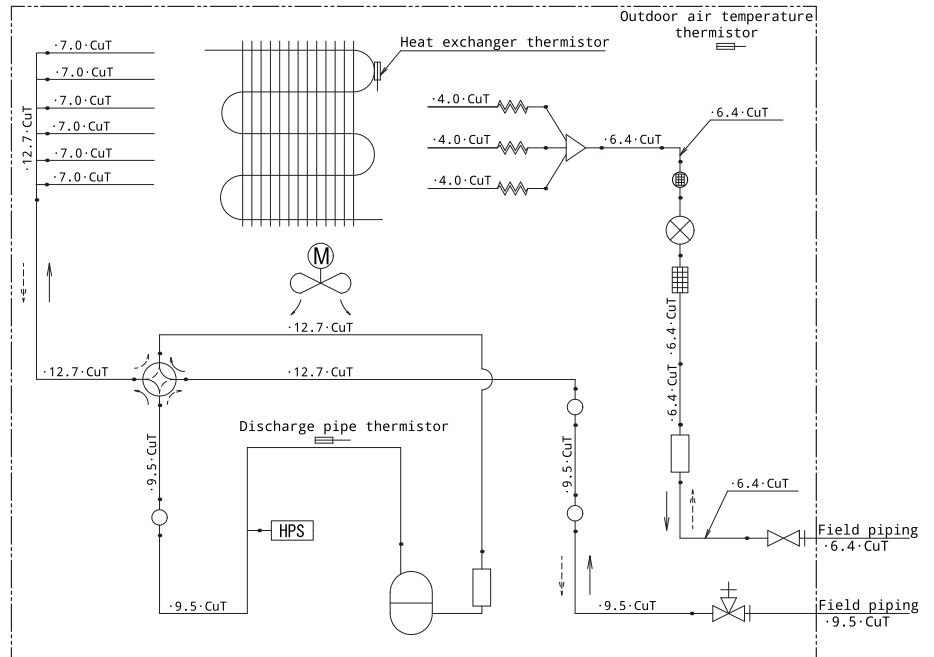 Outdoor air temperature
thermistor
Heat exchanger thermistor
·7.0·CuT
·7.0·CuT
·7.0·CuT
·7.0·CuT
·7.0·CuT
·7.0·CuT
·12.7·CuT
·4.0·CuT
·4.0·CuT
·4.0·CuT
·6.4·CuT
·6.4·CuT
M
·6.4·CuT
·6.4·CuT
·12.7·CuT
·12.7·CuT
·12.7·CuT
Discharge pipe thermistor
·9.5·CuT
·9.5·CuT
·6.4·CuT
HPS
Field piping
·6.4·CuT
·9.5·CuT
·9.5·CuT
Field piping
·9.5·CuT